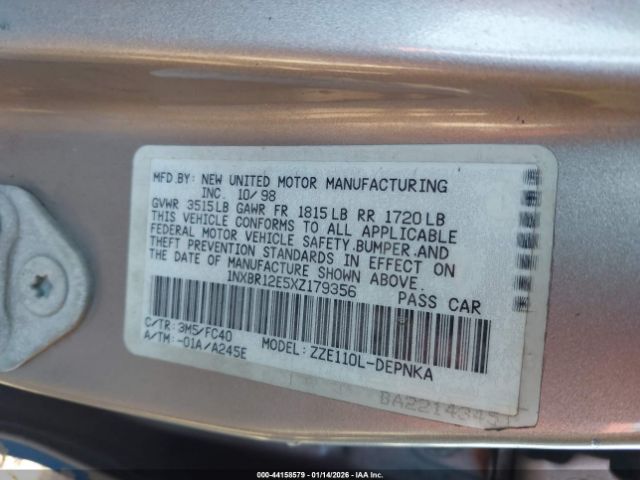 MFD.BY: NEW UNITED MOTOR MANUFACTURING
INC. 10/98
GVWR 3515LB GAWR FR 1815LB RR 1720LB
THIS VEHICLE CONFORMS TO ALL APPLICABLE
FEDERAL MOTOR VEHICLE SAFETY,BUMPER,AND
THEFT PREVENTION STANDARDS IN EFFECT ON
THE DATE OF MANUFACTURE SHOWN ABOVE.
1NXBR12E5XZ179356 PASS CAR
C/TR: 3M5/FC40
A/TM: -01A/A245E MODEL: ZZE110L-DEPNKA
000-44158579 01/14/2026 IAA Inc.